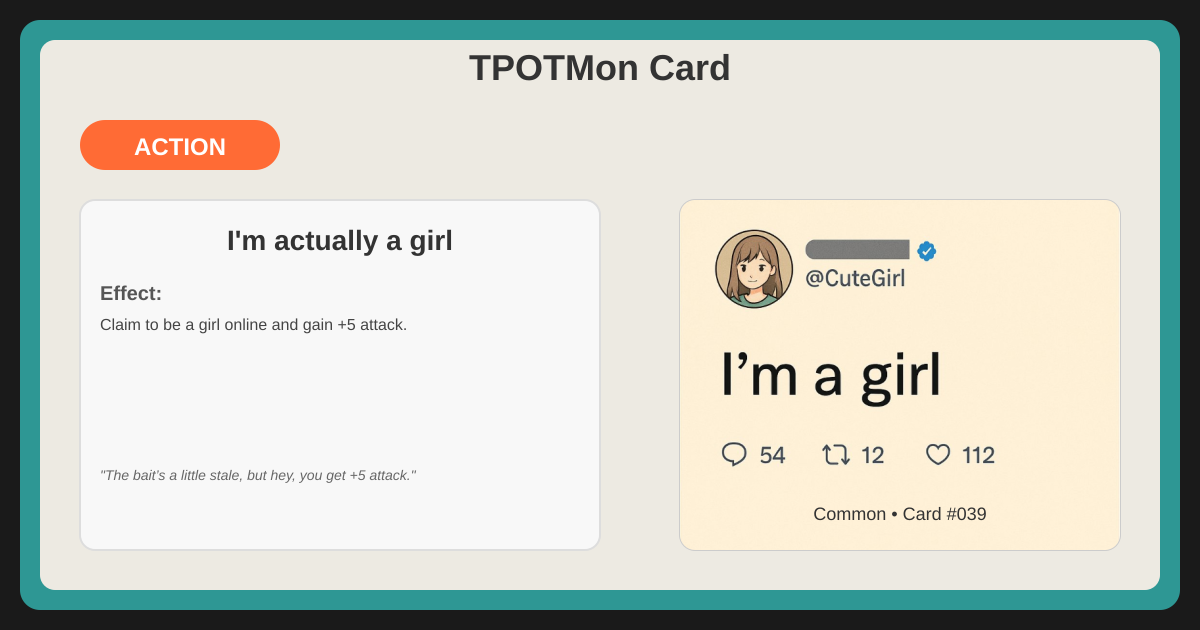 TPOTMon Card
ACTION
I'm actually a girl
Effect:
Claim to be a girl online and gain +5 attack.
"The bait’s a little stale, but hey, you get +5 attack."
@CuteGirl
I’m a girl
54 12 112
Common • Card #039